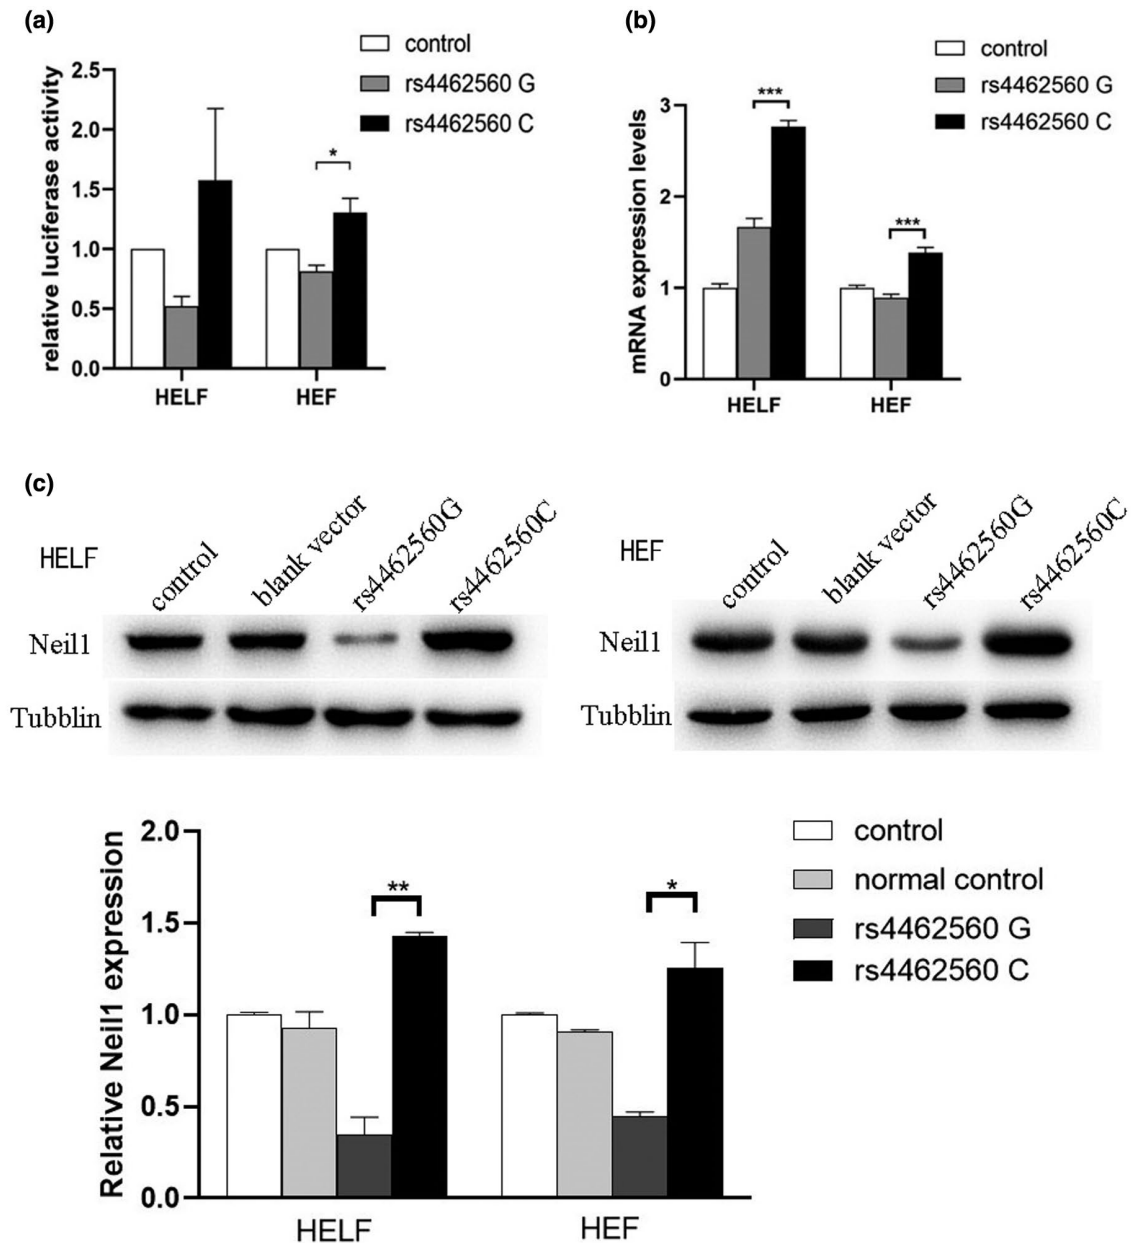 (a)
control
rs4462560 G
rs4462560 C
relative luciferase activity
2.5
2.0
1.5
1.0
0.5
0.0
*
HELF HEF
(b)
control
rs4462560 G
rs4462560 C
mRNA expression levels
3
2
1
0
***
***
HELF HEF
(c)
HELF
control blank vector rs4462560G rs4462560C
Neil1
Tubblin
HEF
control blank vector rs4462560G rs4462560C
Neil1
Tubblin
Relative Neil1 expression
2.0
1.5
1.0
0.5
0.0
**
*
HELF HEF
control
normal control
rs4462560 G
rs4462560 C